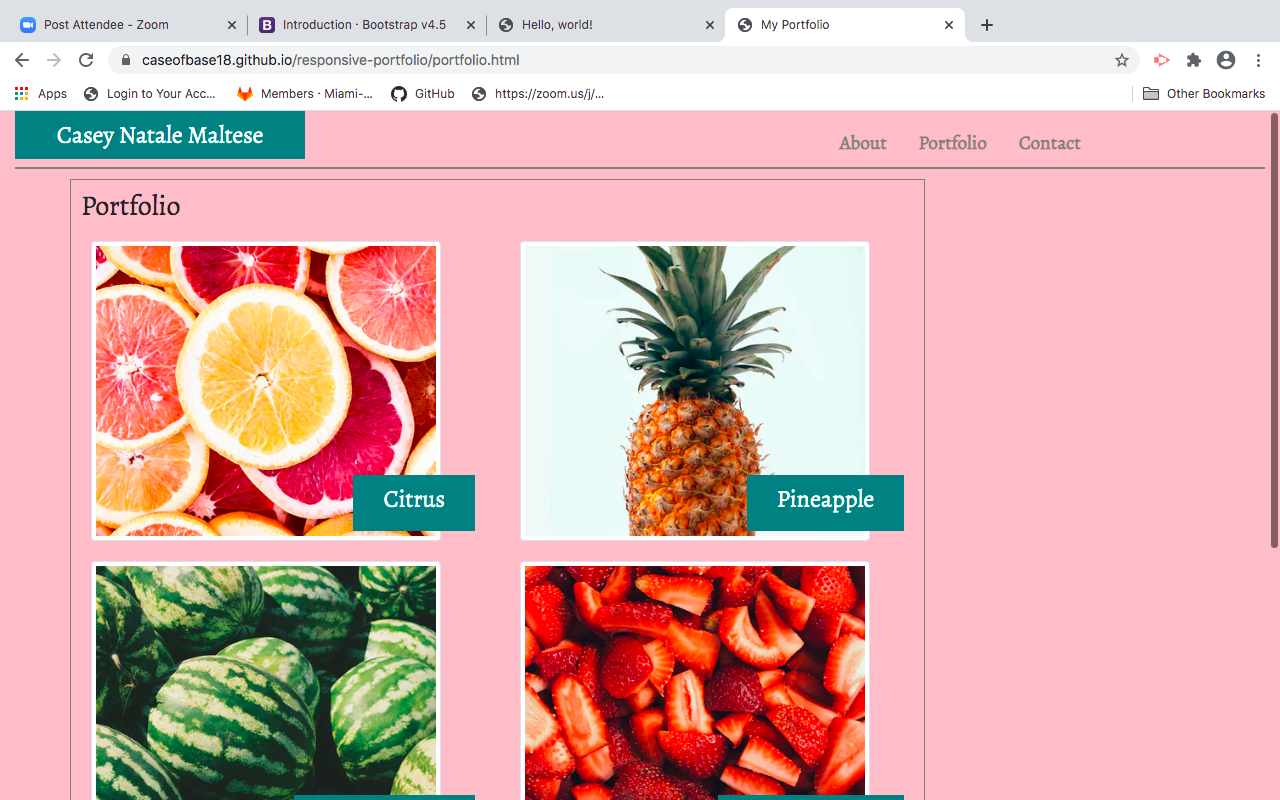 Post Attendee - Zoom
B Introduction · Bootstrap v4.5
Hello, world!
My Portfolio
caseofbase18.github.io/responsive-portfolio/portfolio.html
Apps
Login to Your Acc...
Members · Miami-...
GitHub
https://zoom.us/j/...
Other Bookmarks
Casey Natale Maltese
About Portfolio Contact
Portfolio
Citrus
Pineapple